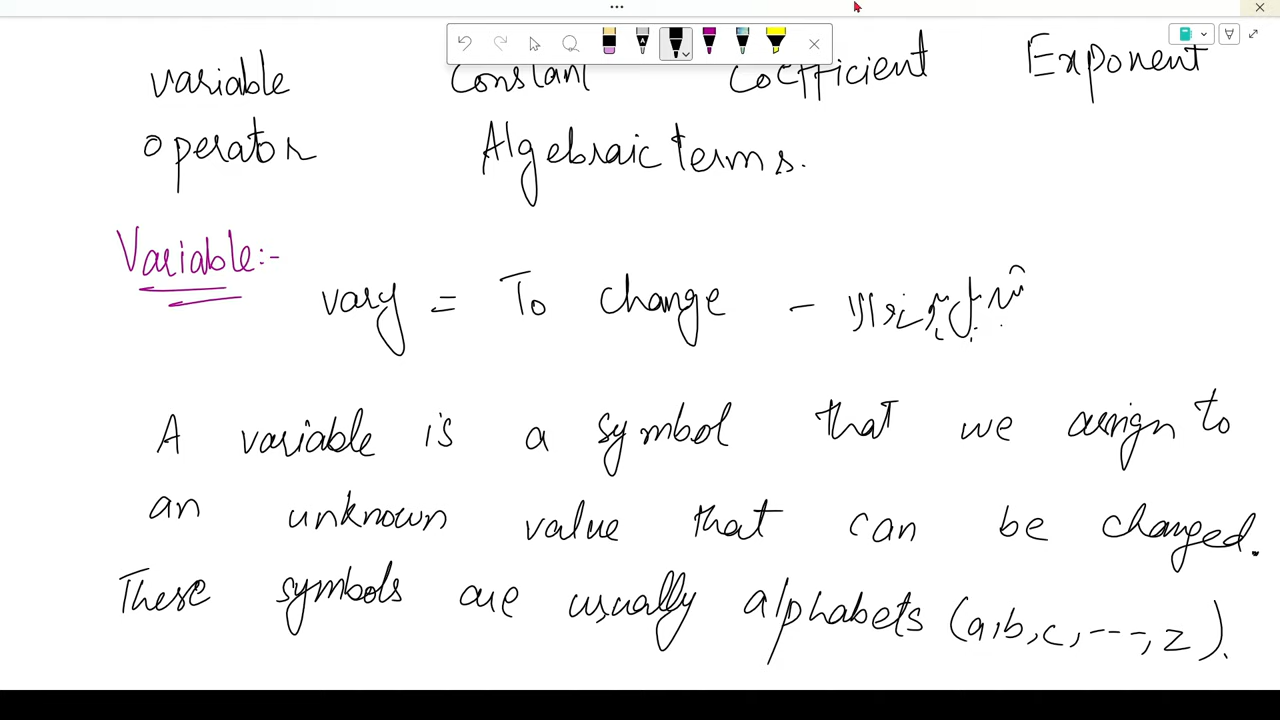 variable Constant Coefficient Exponent
operator Algebraic terms.
Variable:-
vary = To change -
A variable is a symbol that we assign to
an unknown value that can be changed.
These symbols are usually alphabets (a,b,c,---,z).